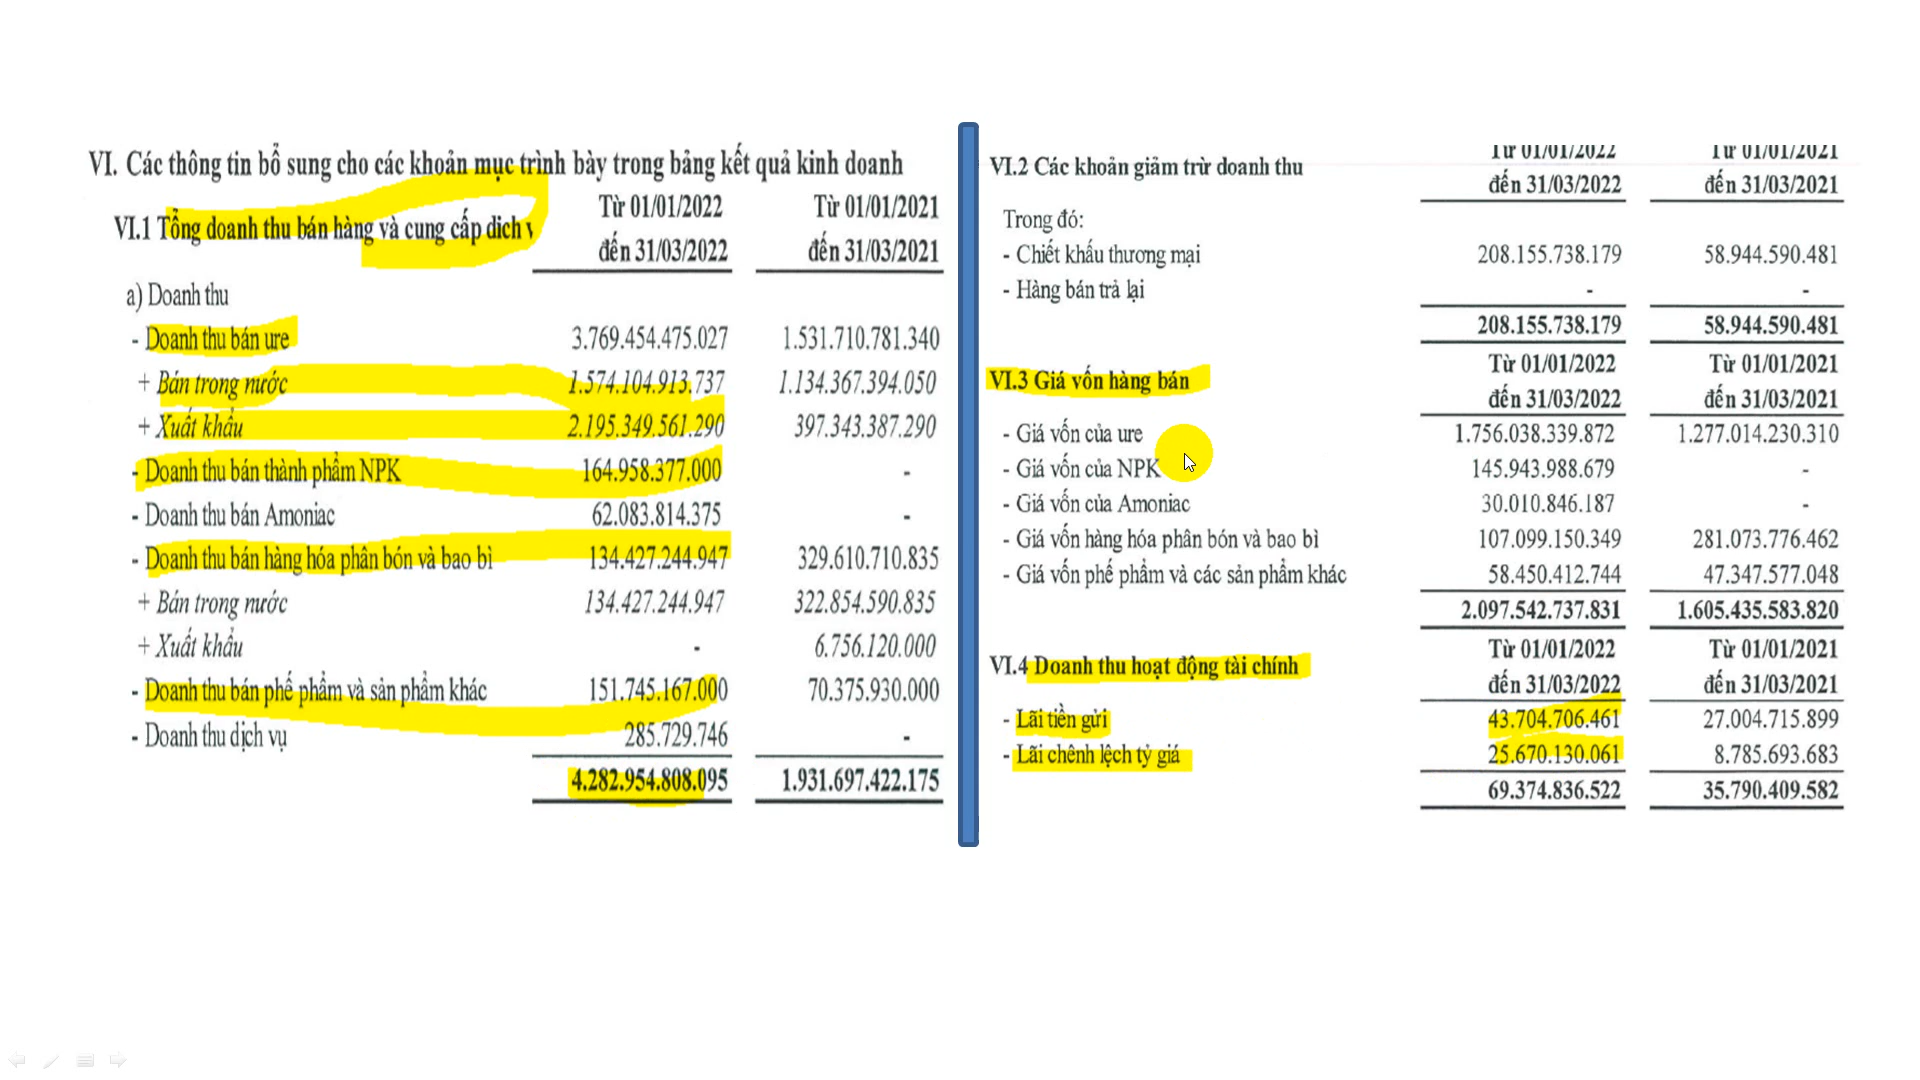 VI. Các thông tin bổ sung cho các khoản mục trình bày trong bảng kết quả kinh doanh
VI.1 Tổng doanh thu bán hàng và cung cấp dịch v
Từ 01/01/2022 Từ 01/01/2021
đến 31/03/2022 đến 31/03/2021
a) Doanh thu
- Doanh thu bán ure 3.769.454.475.027 1.531.710.781.340
+ Bán trong nước 1.574.104.913.737 1.134.367.394.050
+ Xuất khẩu 2.195.349.561.290 397.343.387.290
- Doanh thu bán thành phẩm NPK 164.958.377.000 -
- Doanh thu bán Amoniac 62.083.814.375 -
- Doanh thu bán hàng hóa phân bón và bao bì 134.427.244.947 329.610.710.835
+ Bán trong nước 134.427.244.947 322.854.590.835
+ Xuất khẩu - 6.756.120.000
- Doanh thu bán phế phẩm và sản phẩm khác 151.745.167.000 70.375.930.000
- Doanh thu dịch vụ 285.729.746 -
4.282.954.808.095 1.931.697.422.175
VI.2 Các khoản giảm trừ doanh thu
Từ 01/01/2022 Từ 01/01/2021
đến 31/03/2022 đến 31/03/2021
Trong đó:
- Chiết khấu thương mại 208.155.738.179 58.944.590.481
- Hàng bán trả lại - -
208.155.738.179 58.944.590.481
Từ 01/01/2022 Từ 01/01/2021
VI.3 Giá vốn hàng bán
đến 31/03/2022 đến 31/03/2021
- Giá vốn của ure 1.756.038.339.872 1.277.014.230.310
- Giá vốn của NPK 145.943.988.679 -
- Giá vốn của Amoniac 30.010.846.187 -
- Giá vốn hàng hóa phân bón và bao bì 107.099.150.349 281.073.776.462
- Giá vốn phế phẩm và các sản phẩm khác 58.450.412.744 47.347.577.048
2.097.542.737.831 1.605.435.583.820
Từ 01/01/2022 Từ 01/01/2021
VI.4 Doanh thu hoạt động tài chính
đến 31/03/2022 đến 31/03/2021
- Lãi tiền gửi 43.704.706.461 27.004.715.899
- Lãi chênh lệch tỷ giá 25.670.130.061 8.785.693.683
69.374.836.522 35.790.409.582